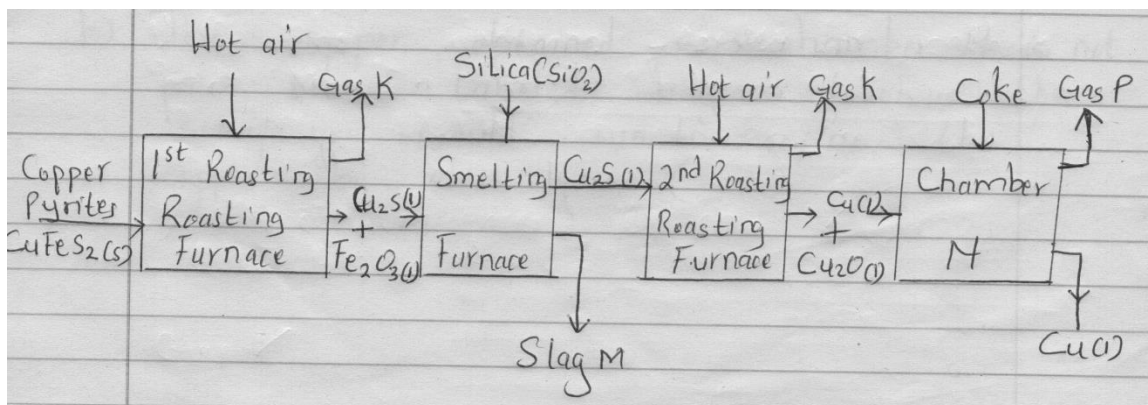 Hot air
Gas K
Silica(SiO2)
Hot air
Gas K
Coke
Gas P
Copper
Pyrites
CuFeS2(s)
1st Roasting
Roasting
Furnace
Cu2S(l)
+
Fe2O3(l)
Smelting
Furnace
Cu2S(l)
2nd Roasting
Roasting
Furnace
Cu(l)
+
Cu2O(l)
Chamber
N
Slag M
Cu(l)